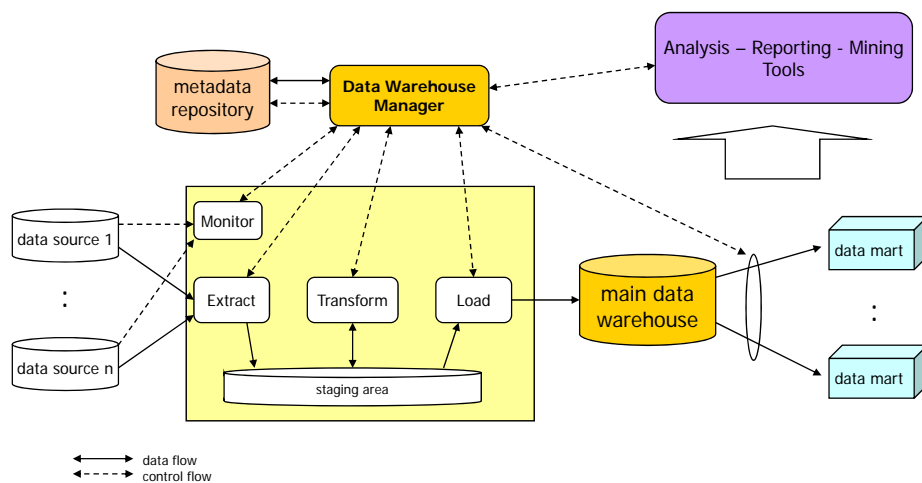 Analysis – Reporting - Mining
Tools
metadata
repository
Data Warehouse
Manager
Monitor
data source 1
:
data source n
Extract
Transform
Load
staging area
main data
warehouse
data mart
:
data mart
data flow
control flow